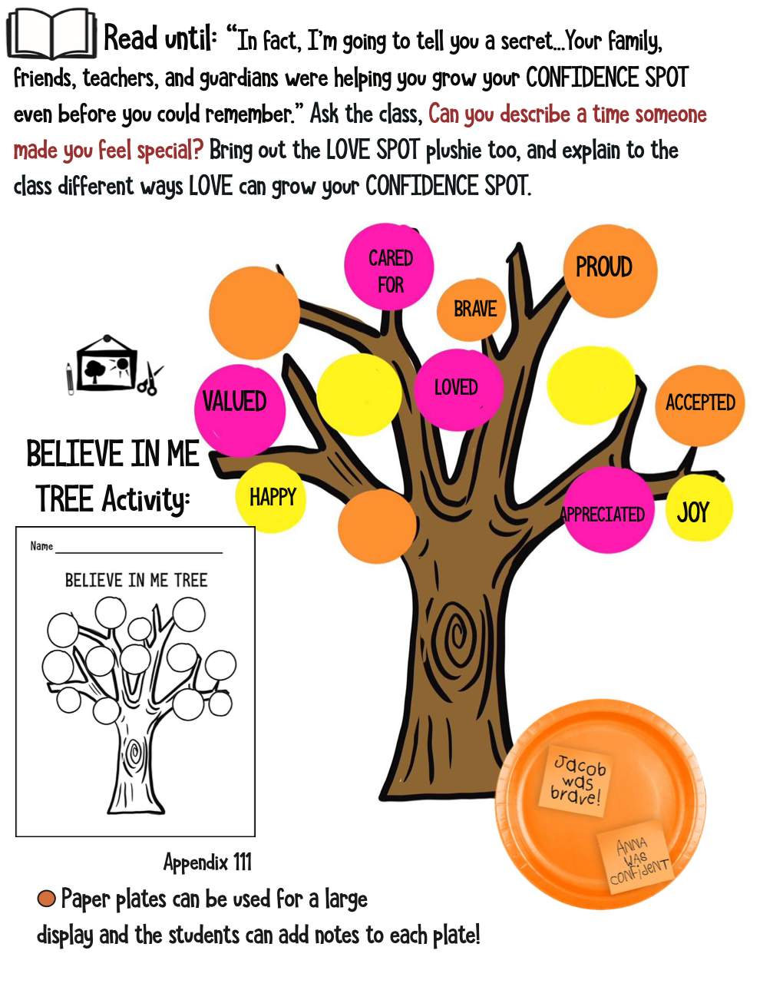 Read until: “In fact, I’m going to tell you a secret...Your family,
friends, teachers, and guardians were helping you grow your CONFIDENCE SPOT
even before you could remember.” Ask the class, Can you describe a time someone
made you feel special? Bring out the LOVE SPOT plushie too, and explain to the
class different ways LOVE can grow your CONFIDENCE SPOT.
CARED
FOR
PROUD
BRAVE
LOVED
VALUED
ACCEPTED
BELIEVE IN ME
TREE Activity:
HAPPY
APPRECIATED
JOY
Name
BELIEVE IN ME TREE
Jacob
was
brave!
ANNA
WAS
CONFideNT
Appendix 111
Paper plates can be used for a large
display and the students can add notes to each plate!